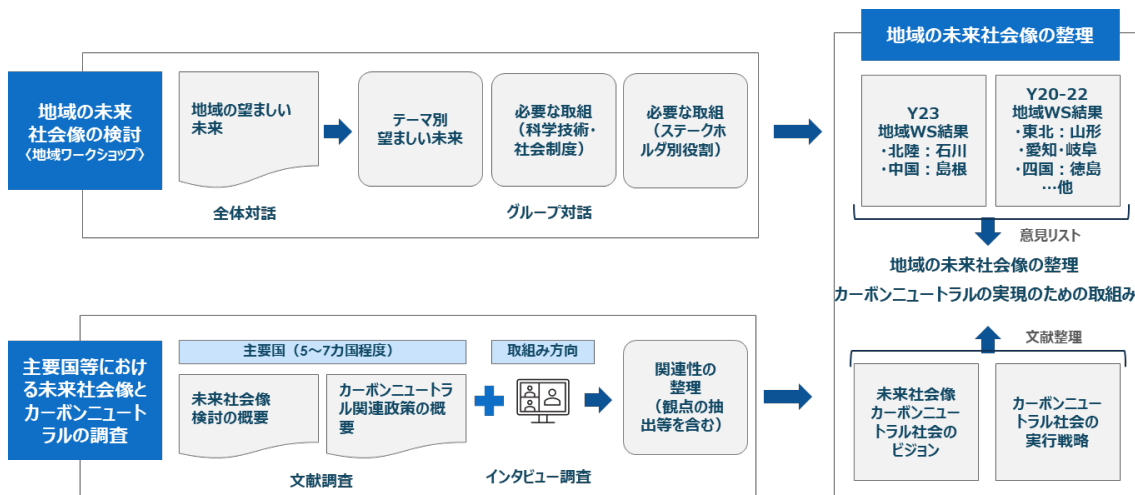 地域の未来
社会像の検討
〈地域ワークショップ〉
地域の望ましい
未来
全体対話
テーマ別
望ましい未来
必要な取組
（科学技術・
社会制度）
必要な取組
（ステークホ
ルダ別役割）
グループ対話
主要国等におけ
る未来社会像と
カーボンニュート
ラルの調査
主要国（5～7カ国程度）
未来社会像
検討の概要
カーボンニュートラ
ル関連政策の概
要
文献調査
取組み方向
インタビュー調査
関連性の
整理
（観点の抽
出等を含む）
地域の未来社会像の整理
Y23
地域WS結果
・北陸：石川
・中国：島根
Y20-22
地域WS結果
・東北：山形
・愛知・岐阜
・四国：徳島
…他
意見リスト
地域の未来社会像の整理
カーボンニュートラルの実現のための取組み
文献整理
未来社会像
カーボンニュー
トラル社会の
ビジョン
カーボンニュー
トラル社会の
実行戦略